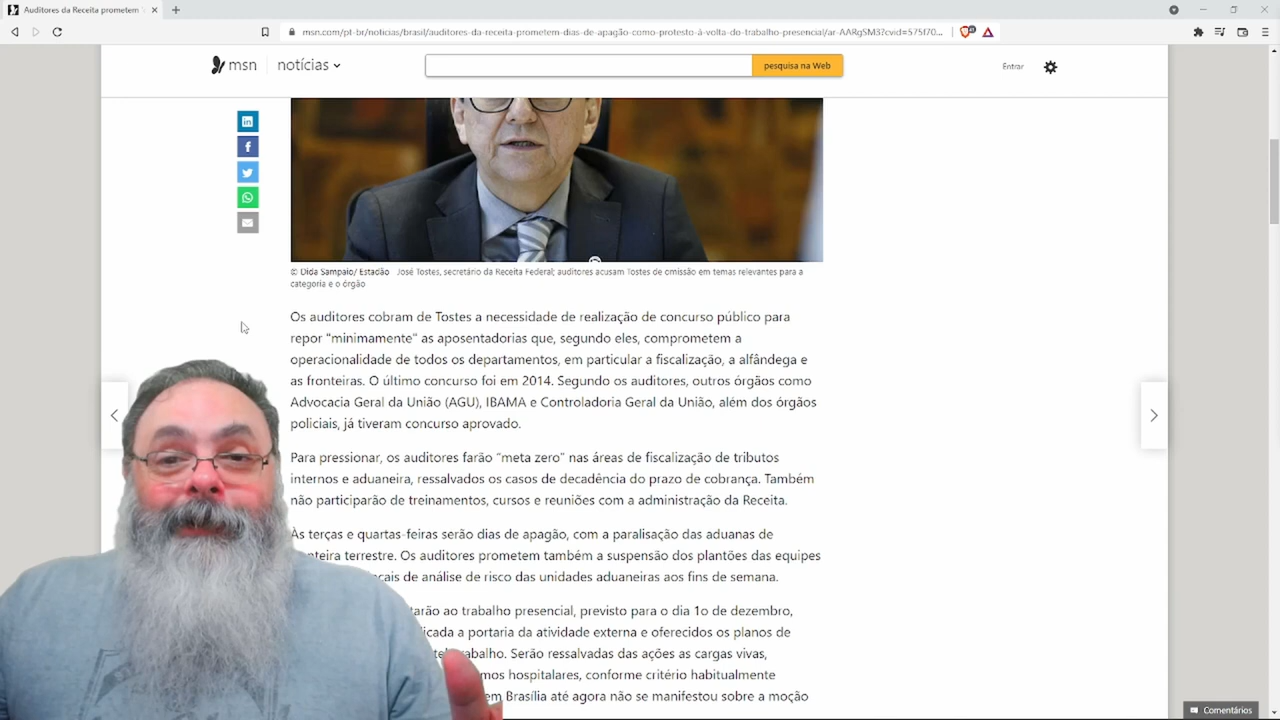 Auditores da Receita prometem
msn.com/pt-br/noticias/brasil/auditores-da-receita-prometem-dias-de-apagão-como-protesto-à-volta-do-trabalho-presencial/ar-AARgSM3?cvid=575f70...
msn notícias
pesquisa na Web
Entrar
© Dida Sampaio/ Estadão José Tostes, secretário da Receita Federal; auditores acusam Tostes de omissão em temas relevantes para a
categoria e o órgão
Os auditores cobram de Tostes a necessidade de realização de concurso público para
repor “minimamente“ as aposentadorias que, segundo eles, comprometem a
operacionalidade de todos os departamentos, em particular a fiscalização, a alfândega e
as fronteiras. O último concurso foi em 2014. Segundo os auditores, outros órgãos como
Advocacia Geral da União (AGU), IBAMA e Controladoria Geral da União, além dos órgãos
policiais, já tiveram concurso aprovado.
Para pressionar, os auditores farão “meta zero” nas áreas de fiscalização de tributos
internos e aduaneira, ressalvados os casos de decadência do prazo de cobrança. Também
não participarão de treinamentos, cursos e reuniões com a administração da Receita.
Às terças e quartas-feiras serão dias de apagão, com a paralisação das aduanas de
nteira terrestre. Os auditores prometem também a suspensão dos plantões das equipes
cais de análise de risco das unidades aduaneiras aos fins de semana.
tarão ao trabalho presencial, previsto para o dia 1o de dezembro,
icada a portaria da atividade externa e oferecidos os planos de
teletrabalho. Serão ressalvadas das ações as cargas vivas,
mos hospitalares, conforme critério habitualmente
em Brasília até agora não se manifestou sobre a moção
Comentários